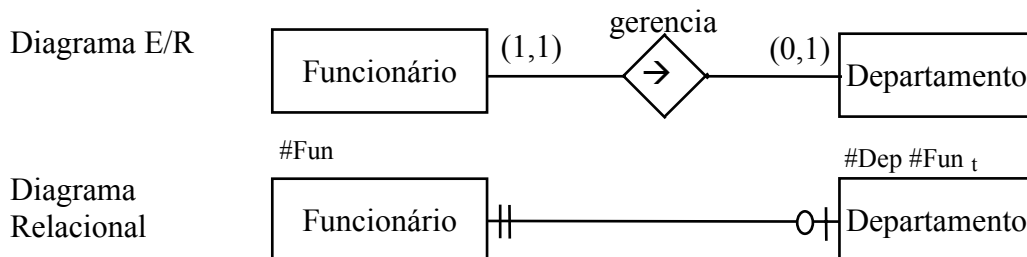 Diagrama E/R
Funcionário
(1,1)
gerencia
→
(0,1)
Departamento
#Fun
#Dep #Fun t
Diagrama
Relacional
Funcionário
Departamento